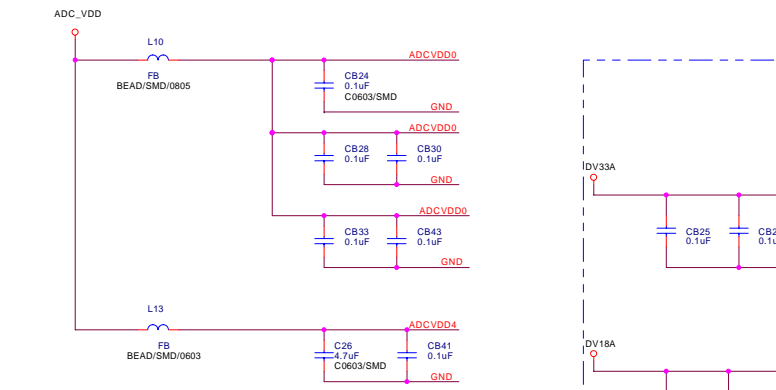 ADC_VDD
L10
FB
BEAD/SMD/0805
ADCVDD0
CB24
0.1uF
C0603/SMD
GND
ADCVDD0
CB28
0.1uF
CB30
0.1uF
GND
ADCVDD0
CB33
0.1uF
CB43
0.1uF
GND
L13
FB
BEAD/SMD/0603
ADCVDD4
C26
4.7uF
C0603/SMD
CB41
0.1uF
GND
DV33A
CB25
0.1uF
DV18A